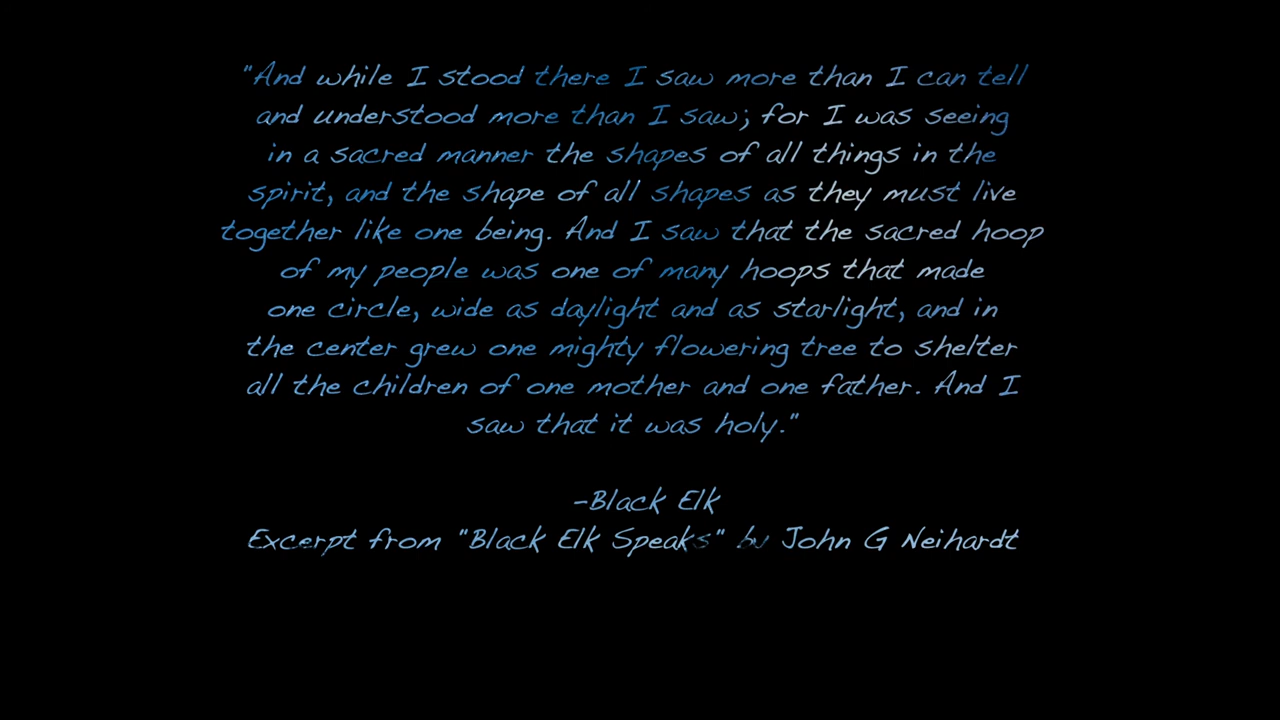 "And while I stood there I saw more than I can tell
and understood more than I saw; for I was seeing
in a sacred manner the shapes of all things in the
spirit, and the shape of all shapes as they must live
together like one being. And I saw that the sacred hoop
of my people was one of many hoops that made
one circle, wide as daylight and as starlight, and in
the center grew one mighty flowering tree to shelter
all the children of one mother and one father. And I
saw that it was holy."
-Black Elk
Excerpt from "Black Elk Speaks" by John G Neihardt